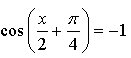 cos(x/2 + π/4) = −1